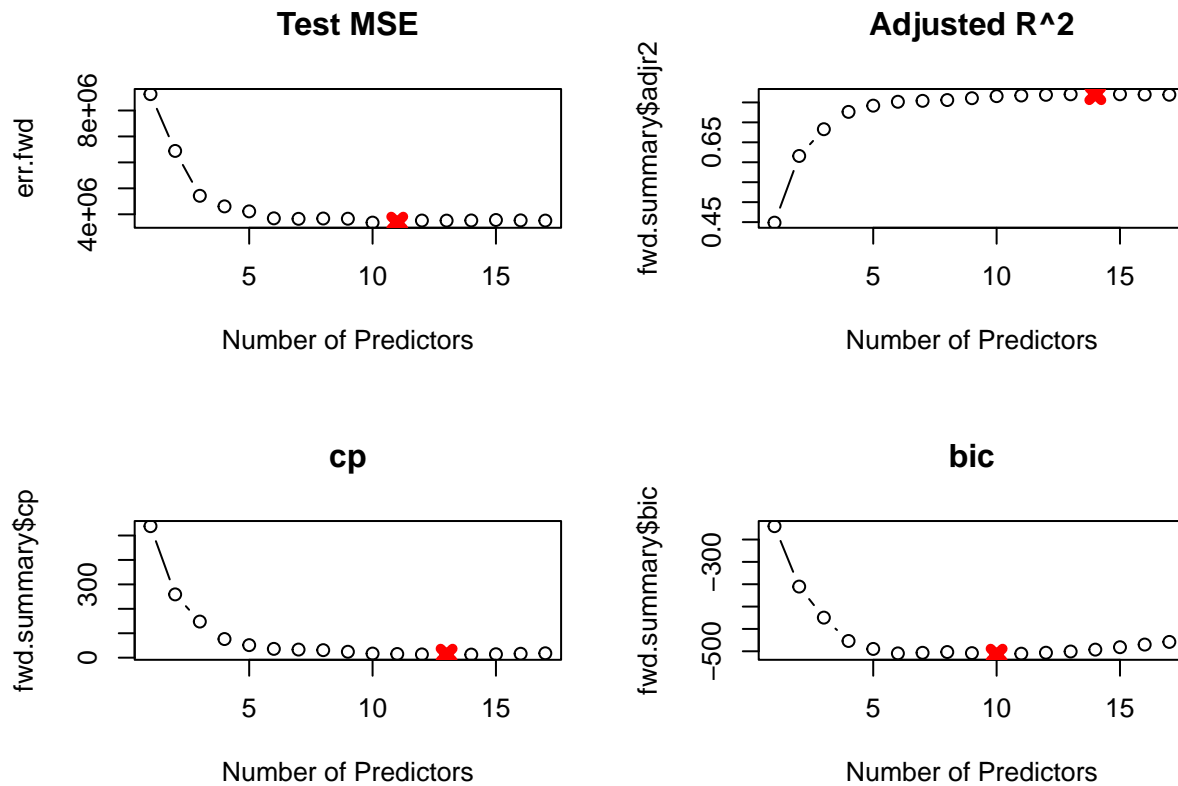 Test MSE
err.fwd
4e+06
8e+06
5
10
15
Number of Predictors
Adjusted R^2
fwd.summary$adjr2
0.45
0.65
5
10
15
Number of Predictors
cp
fwd.summary$cp
0
300
5
10
15
Number of Predictors
bic
fwd.summary$bic
−500
−300
5
10
15
Number of Predictors